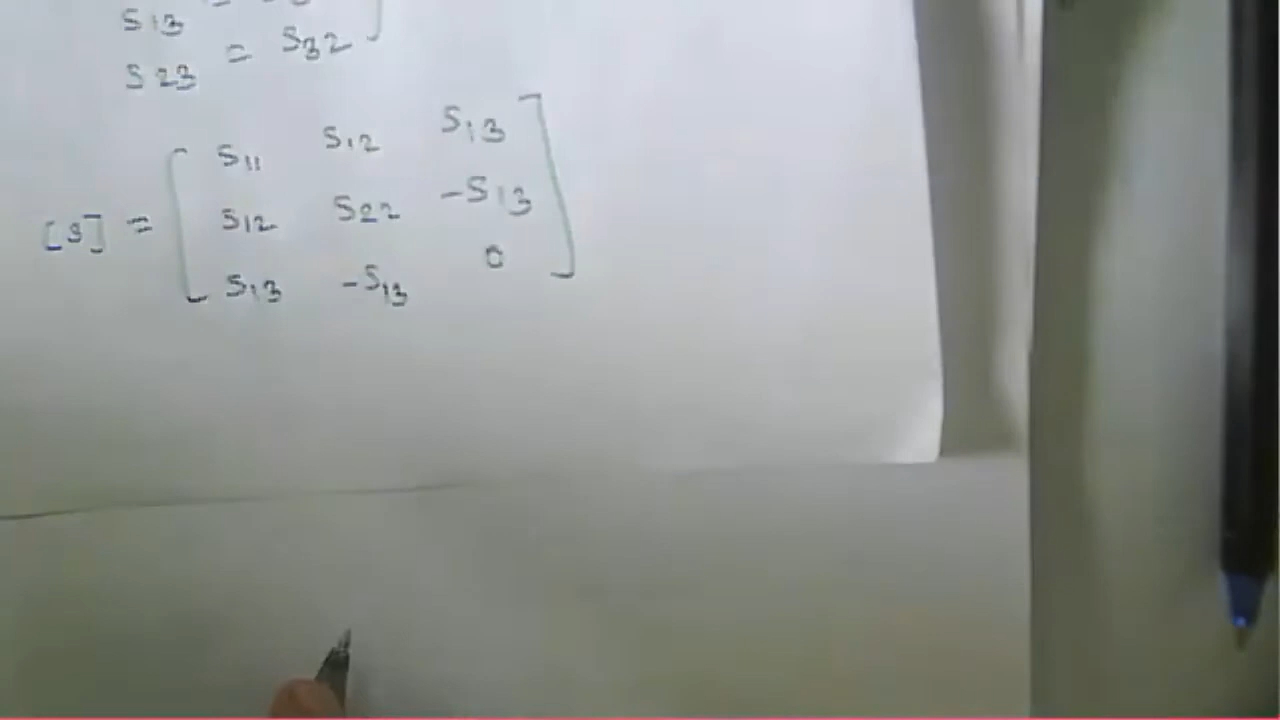 S13 =
S23 = S32 ]
[S] = [ S11 S12 S13
S12 S22 -S13
S13 -S13 0 ]